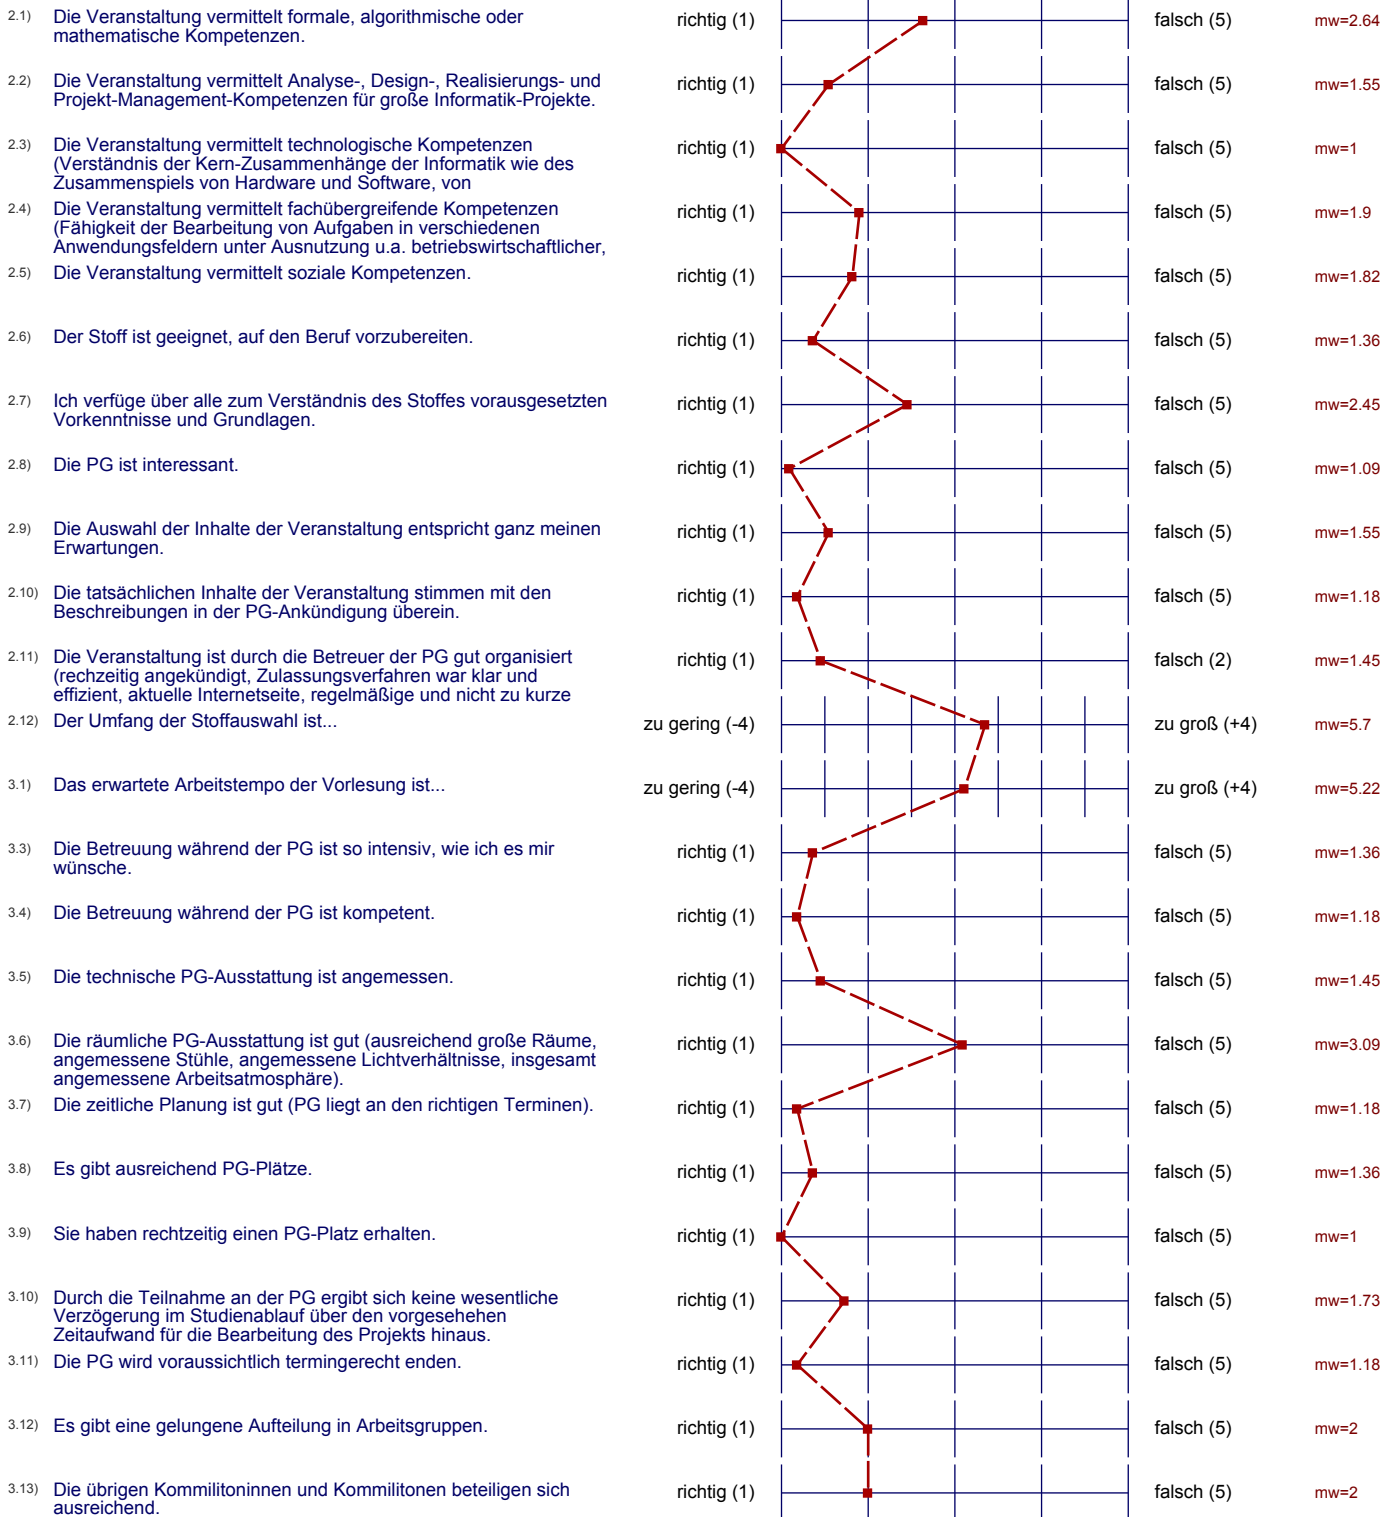 2.1) Die Veranstaltung vermittelt formale, algorithmische oder richtig (1) falsch (5) mw=2.64
mathematische Kompetenzen.
2.2) Die Veranstaltung vermittelt Analyse-, Design-, Realisierungs- und richtig (1) falsch (5) mw=1.55
Projekt-Management-Kompetenzen für große Informatik-Projekte.
2.3) Die Veranstaltung vermittelt technologische Kompetenzen richtig (1) falsch (5) mw=1
(Verständnis der Kern-Zusammenhänge der Informatik wie des
Zusammenspiels von Hardware und Software, von
2.4) Die Veranstaltung vermittelt fachübergreifende Kompetenzen richtig (1) falsch (5) mw=1.9
(Fähigkeit der Bearbeitung von Aufgaben in verschiedenen
Anwendungsfeldern unter Ausnutzung u.a. betriebswirtschaftlicher,
2.5) Die Veranstaltung vermittelt soziale Kompetenzen. richtig (1) falsch (5) mw=1.82
2.6) Der Stoff ist geeignet, auf den Beruf vorzubereiten. richtig (1) falsch (5) mw=1.36
2.7) Ich verfüge über alle zum Verständnis des Stoffes vorausgesetzten richtig (1) falsch (5) mw=2.45
Vorkenntnisse und Grundlagen.
2.8) Die PG ist interessant. richtig (1) falsch (5) mw=1.09
2.9) Die Auswahl der Inhalte der Veranstaltung entspricht ganz meinen richtig (1) falsch (5) mw=1.55
Erwartungen.
2.10) Die tatsächlichen Inhalte der Veranstaltung stimmen mit den richtig (1) falsch (5) mw=1.18
Beschreibungen in der PG-Ankündigung überein.
2.11) Die Veranstaltung ist durch die Betreuer der PG gut organisiert richtig (1) falsch (2) mw=1.45
(rechzeitig angekündigt, Zulassungsverfahren war klar und
effizient, aktuelle Internetseite, regelmäßige und nicht zu kurze
2.12) Der Umfang der Stoffauswahl ist... zu gering (-4) zu groß (+4) mw=5.7
3.1) Das erwartete Arbeitstempo der Vorlesung ist... zu gering (-4) zu groß (+4) mw=5.22
3.3) Die Betreuung während der PG ist so intensiv, wie ich es mir richtig (1) falsch (5) mw=1.36
wünsche.
3.4) Die Betreuung während der PG ist kompetent. richtig (1) falsch (5) mw=1.18
3.5) Die technische PG-Ausstattung ist angemessen. richtig (1) falsch (5) mw=1.45
3.6) Die räumliche PG-Ausstattung ist gut (ausreichend große Räume, richtig (1) falsch (5) mw=3.09
angemessene Stühle, angemessene Lichtverhältnisse, insgesamt
angemessene Arbeitsatmosphäre).
3.7) Die zeitliche Planung ist gut (PG liegt an den richtigen Terminen). richtig (1) falsch (5) mw=1.18
3.8) Es gibt ausreichend PG-Plätze. richtig (1) falsch (5) mw=1.36
3.9) Sie haben rechtzeitig einen PG-Platz erhalten. richtig (1) falsch (5) mw=1
3.10) Durch die Teilnahme an der PG ergibt sich keine wesentliche richtig (1) falsch (5) mw=1.73
Verzögerung im Studienablauf über den vorgesehehen
Zeitaufwand für die Bearbeitung des Projekts hinaus.
3.11) Die PG wird voraussichtlich termingerecht enden. richtig (1) falsch (5) mw=1.18
3.12) Es gibt eine gelungene Aufteilung in Arbeitsgruppen. richtig (1) falsch (5) mw=2
3.13) Die übrigen Kommilitoninnen und Kommilitonen beteiligen sich richtig (1) falsch (5) mw=2
ausreichend.